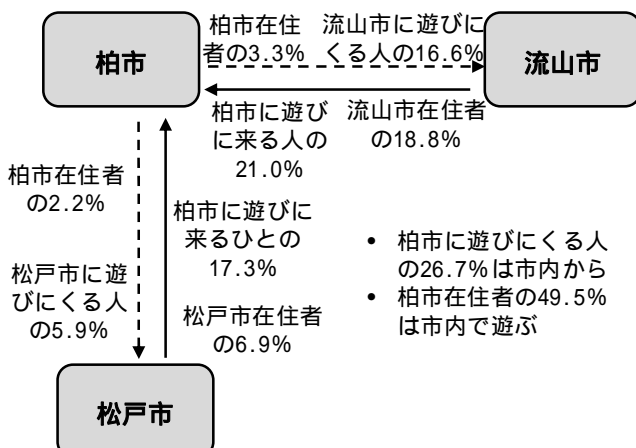 柏市
柏市在住
者の3.3%
流山市に遊びに
くる人の16.6%
流山市
柏市に遊び
に来る人の
21.0%
流山市在住者
の18.8%
柏市在住者
の2.2%
松戸市に遊
びにくる人
の5.9%
柏市に遊びに
来るひとの
17.3%
松戸市在住者
の6.9%
• 柏市に遊びにくる人
の26.7%は市内から
• 柏市在住者の49.5%
は市内で遊ぶ
松戸市